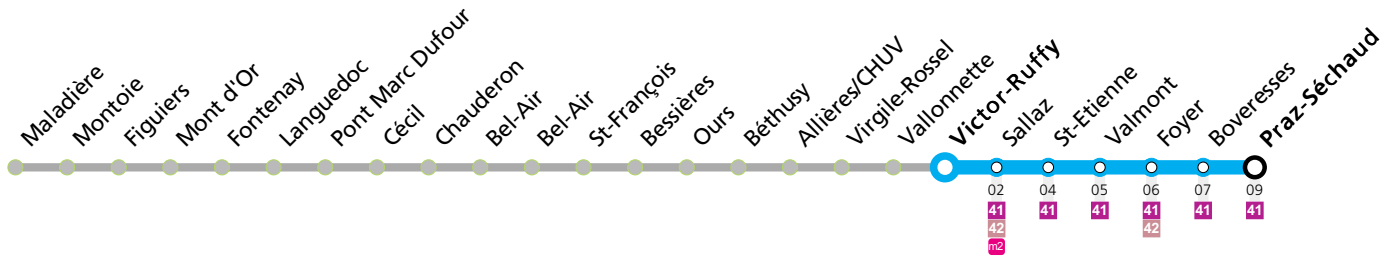 Maladière
Montoie
Figuiers
Mont d'Or
Fontenay
Languedoc
Pont Marc Dufour
Cécil
Chauderon
Bel-Air
Bel-Air
St-François
Bessières
Ours
Béthusy
Allières/CHUV
Virgile-Rossel
Vallonnette
Victor-Ruffy
Sallaz
St-Etienne
Valmont
Foyer
Boveresses
Praz-Séchaud
02 04 05 06 07 09
41 41 41 41 41 41
42 42
m2